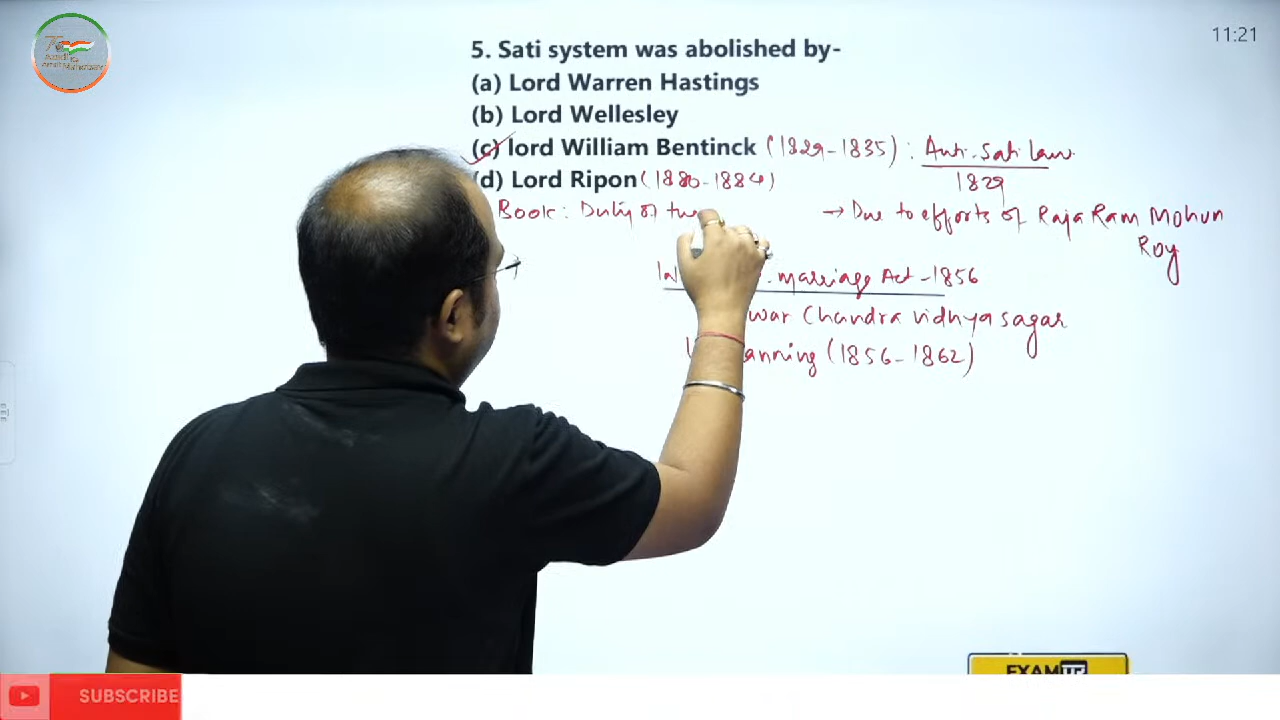 11:21
5. Sati system was abolished by-
(a) Lord Warren Hastings
(b) Lord Wellesley
(c) lord William Bentinck (1829-1835) : Anti-Sati law
1829
(d) Lord Ripon (1880-1884)
Book: Duty of
→ Due to efforts of Raja Ram Mohun
Roy
marriage Act -1856
war Chandra vidhyasagar
anning (1856-1862)
EXAM
SUBSCRIBE